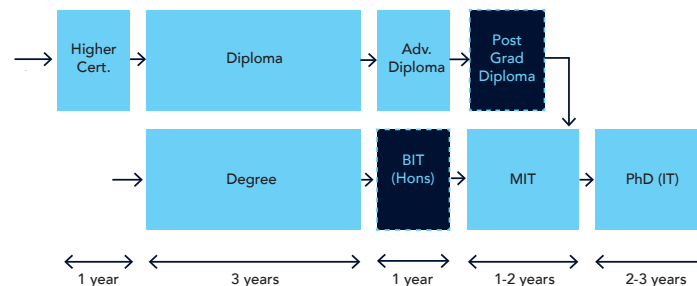 Higher
Cert.
Diploma
Adv.
Diploma
Post
Grad
Diploma
Degree
BIT
(Hons)
MIT
PhD (IT)
1 year
3 years
1 year
1-2 years
2-3 years